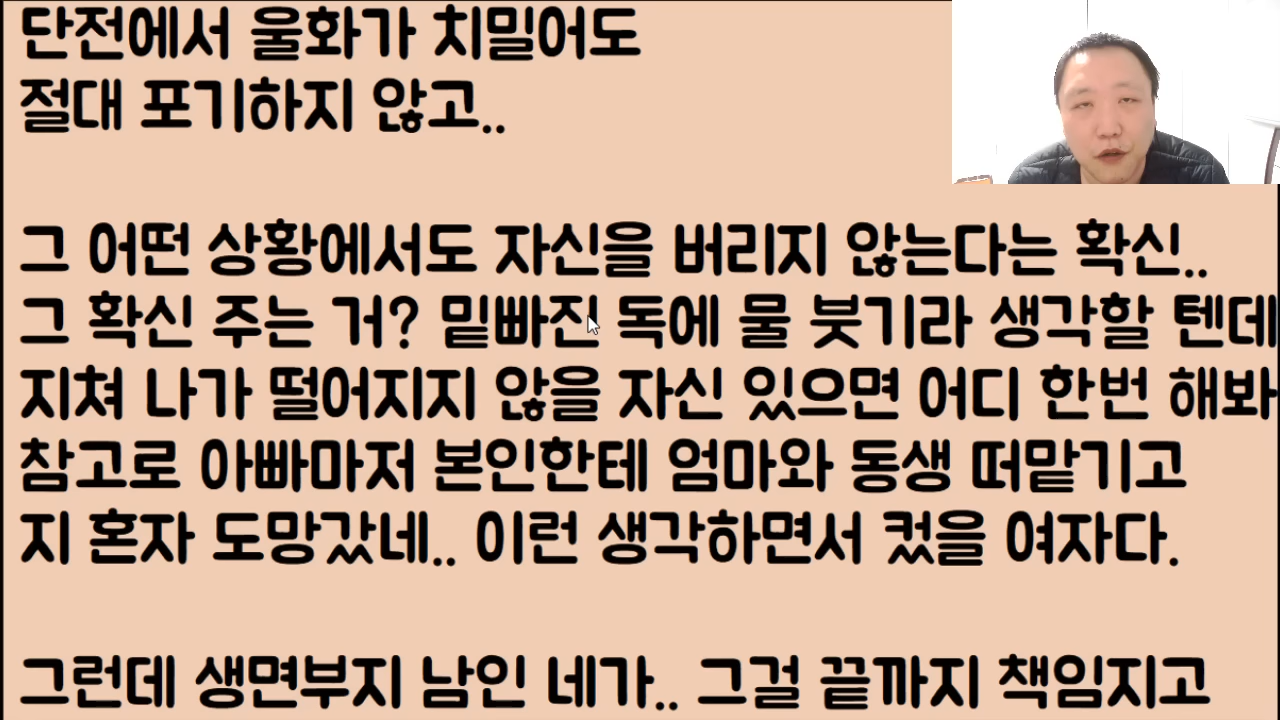 단전에서 울화가 치밀어도
절대 포기하지 않고..
그 어떤 상황에서도 자신을 버리지 않는다는 확신..
그 확신 주는 거? 밑빠진 독에 물 붓기라 생각할 텐데
지쳐 나가 떨어지지 않을 자신 있으면 어디 한번 해봐
참고로 아빠마저 본인한테 엄마와 동생 떠맡기고
지 혼자 도망갔네.. 이런 생각하면서 컸을 여자다.
그런데 생면부지 남인 네가.. 그걸 끝까지 책임지고